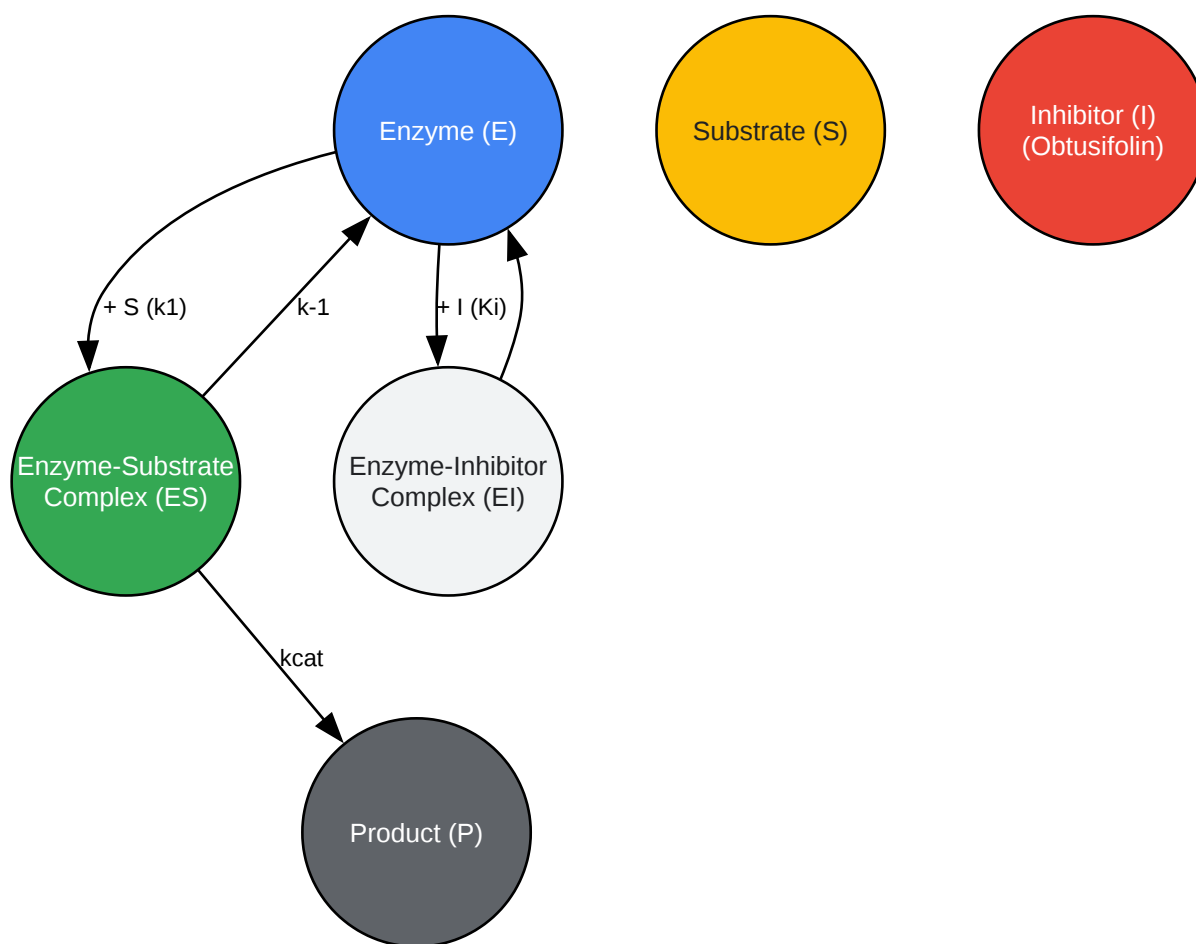 Enzyme (E)
Substrate (S)
Inhibitor (I)
(Obtusifolin)
+ S (k1)
k-1
+ I (Ki)
Enzyme-Substrate
Complex (ES)
Enzyme-Inhibitor
Complex (EI)
kcat
Product (P)